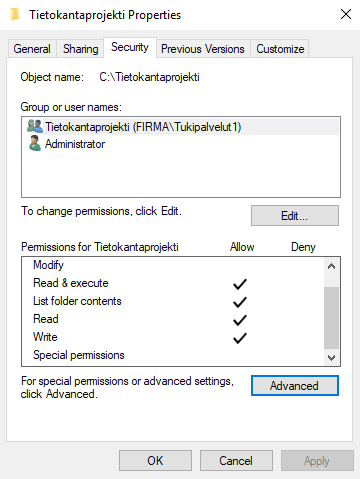 Tietokantaprojekti Properties
General Sharing Security Previous Versions Customize
Object name: C:\Tietokantaprojekti
Group or user names:
Tietokantaprojekti (FIRMA\Tukipalvelut1)
Administrator
To change permissions, click Edit.
Edit...
Permissions for Tietokantaprojekti Allow Deny
Modify
Read & execute
List folder contents
Read
Write
Special permissions
For special permissions or advanced settings,
click Advanced.
Advanced
OK Cancel Apply